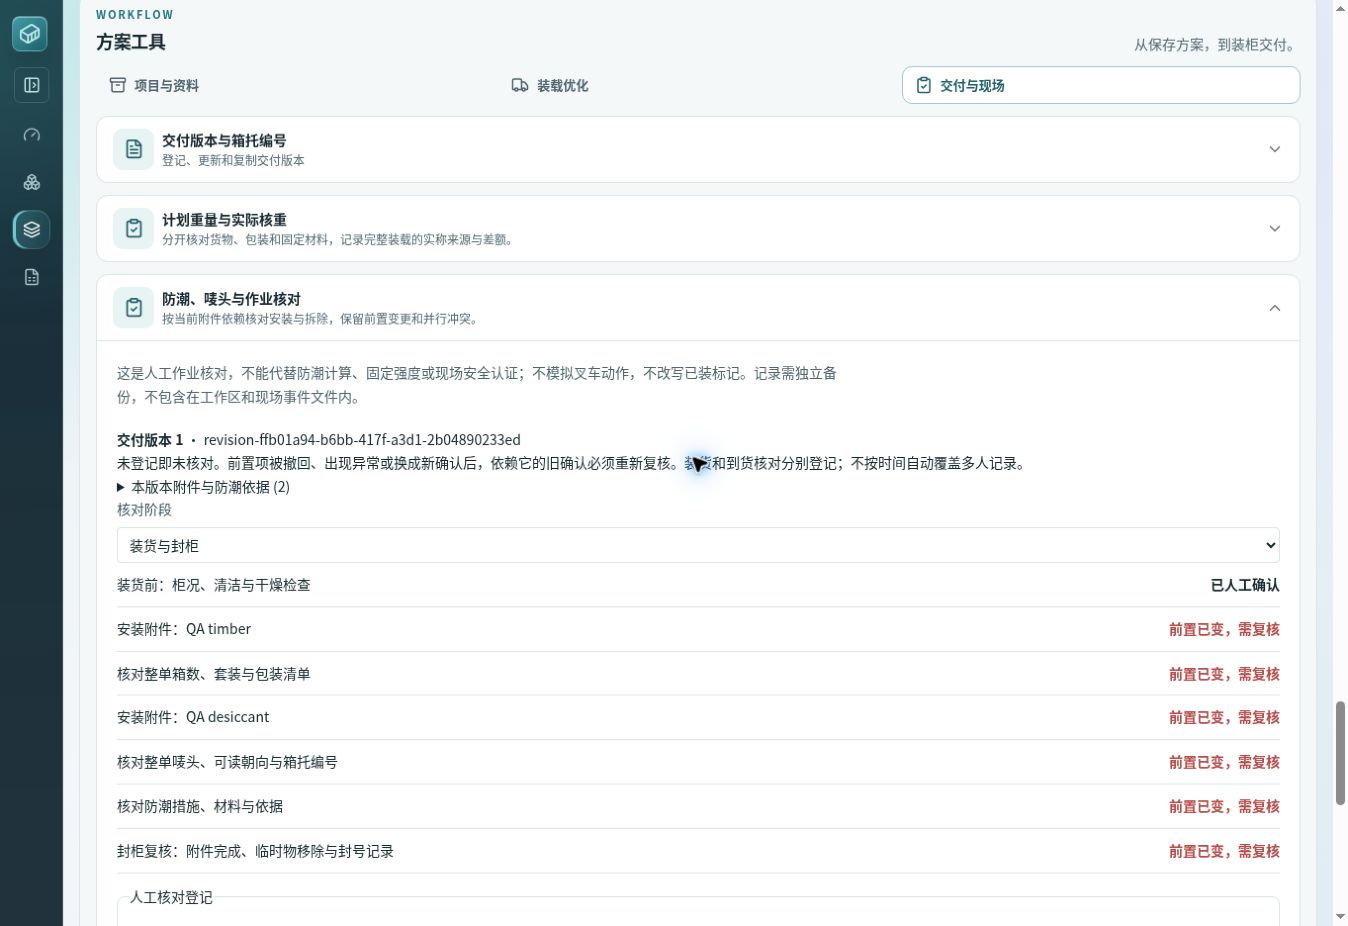 WORKFLOW
方案工具
从保存方案，到装柜交付。
项目与资料
装载优化
交付与现场
交付版本与箱托编号
登记、更新和复制交付版本
计划重量与实际核重
分开核对货物、包装和固定材料，记录完整装载的实称来源与差额。
防潮、唛头与作业核对
按当前附件依赖核对安装与拆除，保留前置变更和并行冲突。
这是人工作业核对，不能代替防潮计算、固定强度或现场安全认证；不模拟叉车动作，不改写已装标记。记录需独立备
份，不包含在工作区和现场事件文件内。
交付版本 1 · revision-ffb01a94-b6bb-417f-a3d1-2b04890233ed
未登记即未核对。前置项被撤回、出现异常或换成新确认后，依赖它的旧确认必须重新复核。装货和到货核对分别登记；不按时间自动覆盖多人记录。
本版本附件与防潮依据 (2)
核对阶段
装货与封柜
装货前：柜况、清洁与干燥检查
已人工确认
安装附件：QA timber
前置已变，需复核
核对整单箱数、套装与包装清单
前置已变，需复核
安装附件：QA desiccant
前置已变，需复核
核对整单唛头、可读朝向与箱托编号
前置已变，需复核
核对防潮措施、材料与依据
前置已变，需复核
封柜复核：附件完成、临时物移除与封号记录
前置已变，需复核
人工核对登记